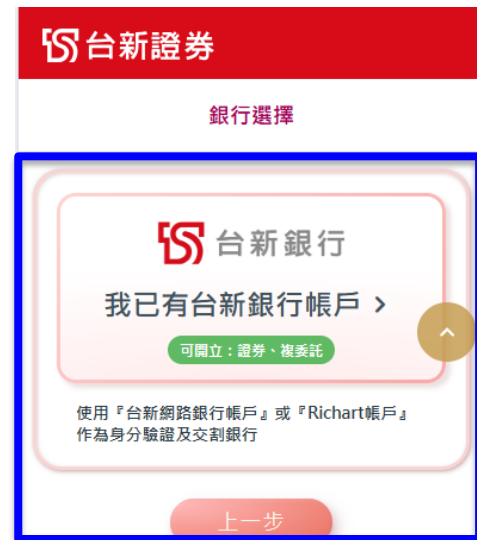 台新證券
銀行選擇
台新銀行
我已有台新銀行帳戶 >
可開立：證券、複委託
使用『台新網路銀行帳戶』或『Richart帳戶』
作為身分驗證及交割銀行
上一步